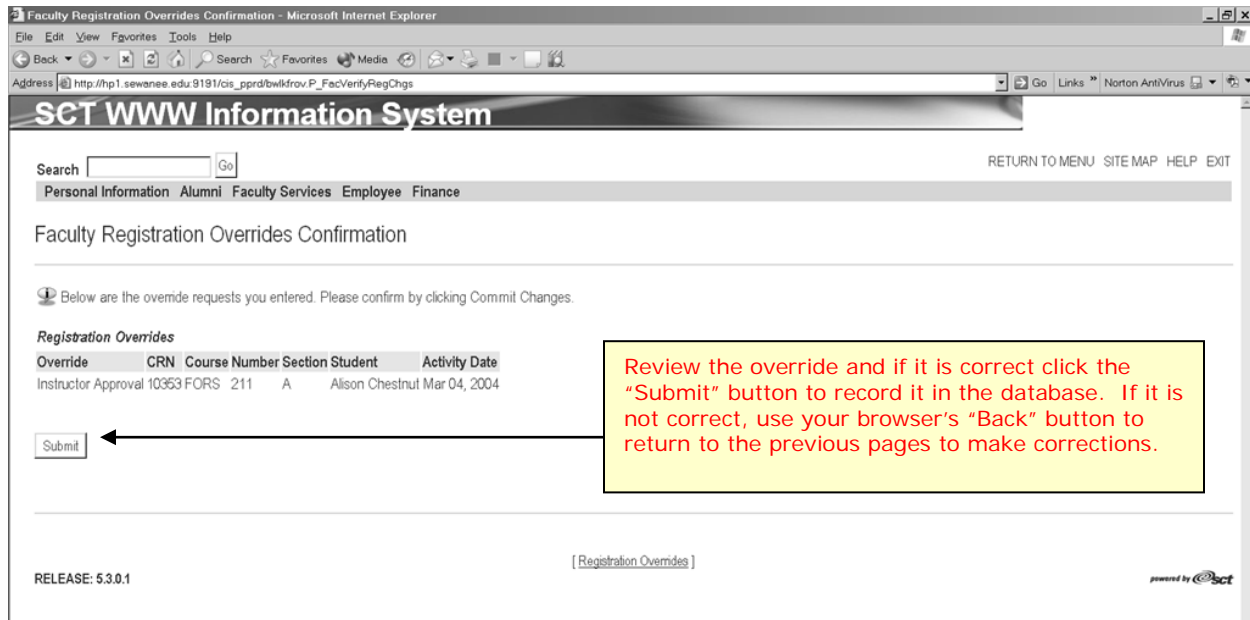 Faculty Registration Overrides Confirmation - Microsoft Internet Explorer
File Edit View Favorites Tools Help
Back Search Favorites Media
Address http://hp1.sewanee.edu:9191/cis_pprd/bwlkfrov.P_FacVerifyRegChgs Go Links » Norton AntiVirus
SCT WWW Information System
Search Go RETURN TO MENU SITE MAP HELP EXIT
Personal Information Alumni Faculty Services Employee Finance
Faculty Registration Overrides Confirmation
Below are the override requests you entered. Please confirm by clicking Commit Changes.
Registration Overrides
Override CRN Course Number Section Student Activity Date
Instructor Approval 10353 FORS 211 A Alison Chestnut Mar 04, 2004
Review the override and if it is correct click the
“Submit” button to record it in the database. If it is
not correct, use your browser’s “Back” button to
return to the previous pages to make corrections.
Submit
[ Registration Overrides ]
RELEASE: 5.3.0.1
powered by sct